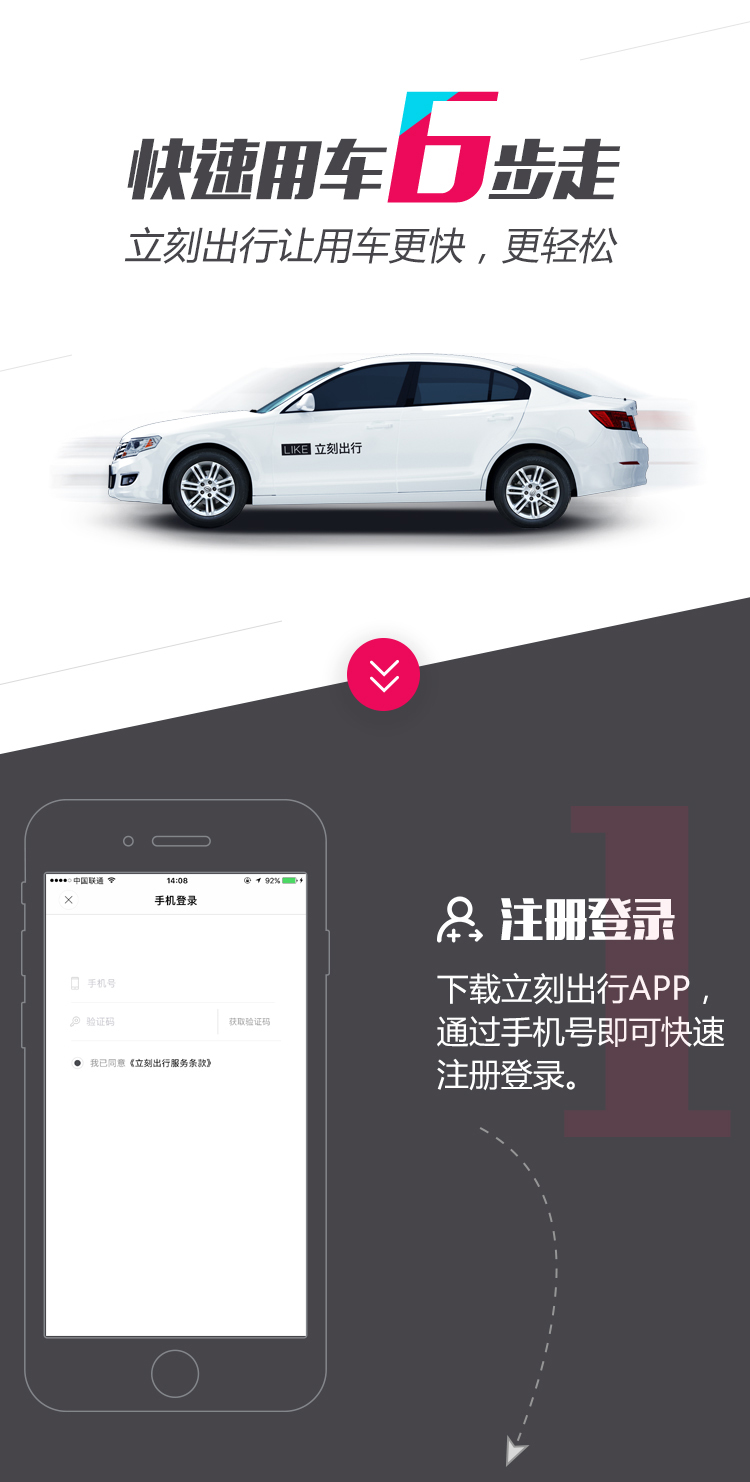 快速用车6步走
立刻出行让用车更快，更轻松
LIKE 立刻出行
1
中国联通 14:08 92%
手机登录
手机号
验证码 获取验证码
我已同意《立刻出行服务条款》
注册登录
下载立刻出行APP，
通过手机号即可快速
注册登录。